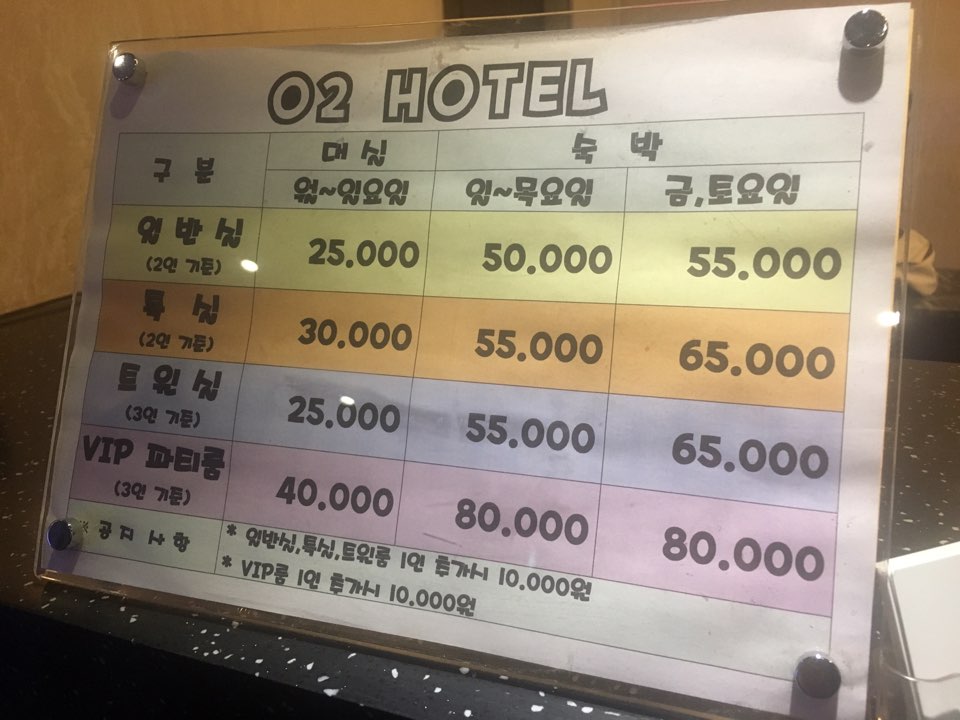 O2 HOTEL
구 분 대 실 숙 박
월~일요일 일~목요일 금,토요일
일 반 실 25.000 50.000 55.000
(2인 기준)
특 실 30.000 55.000 65.000
(2인 기준)
트 윈 실 25.000 55.000 65.000
(3인 기준)
VIP 파티룸 40.000 80.000 80.000
(3인 기준)
※ 공 지 사 항 * 일반실,특실,트윈룸 1인 추가시 10.000원
* VIP룸 1인 추가시 10.000원